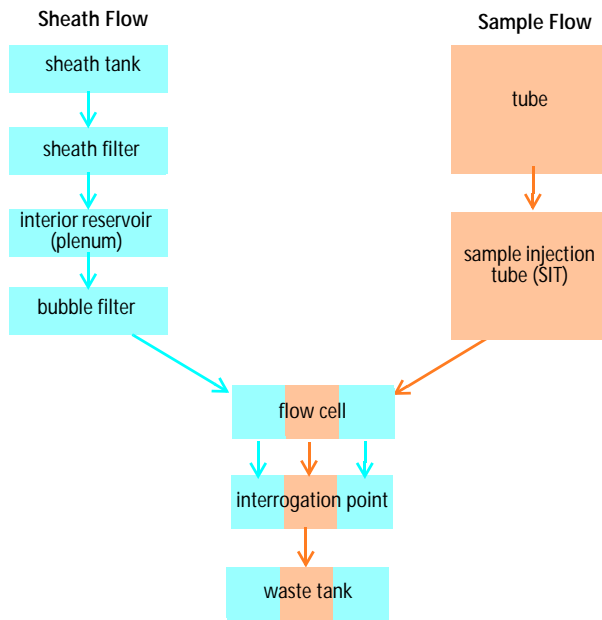 Sheath Flow
sheath tank
sheath filter
interior reservoir
(plenum)
bubble filter
Sample Flow
tube
sample injection
tube (SIT)
flow cell
interrogation point
waste tank